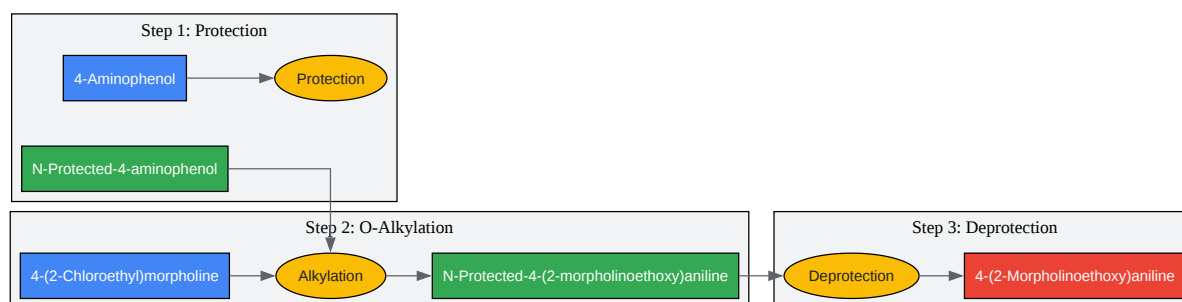 Step 1: Protection
4-Aminophenol
Protection
N-Protected-4-aminophenol
Step 2: O-Alkylation
4-(2-Chloroethyl)morpholine
Alkylation
N-Protected-4-(2-morpholinoethoxy)aniline
Step 3: Deprotection
Deprotection
4-(2-Morpholinoethoxy)aniline